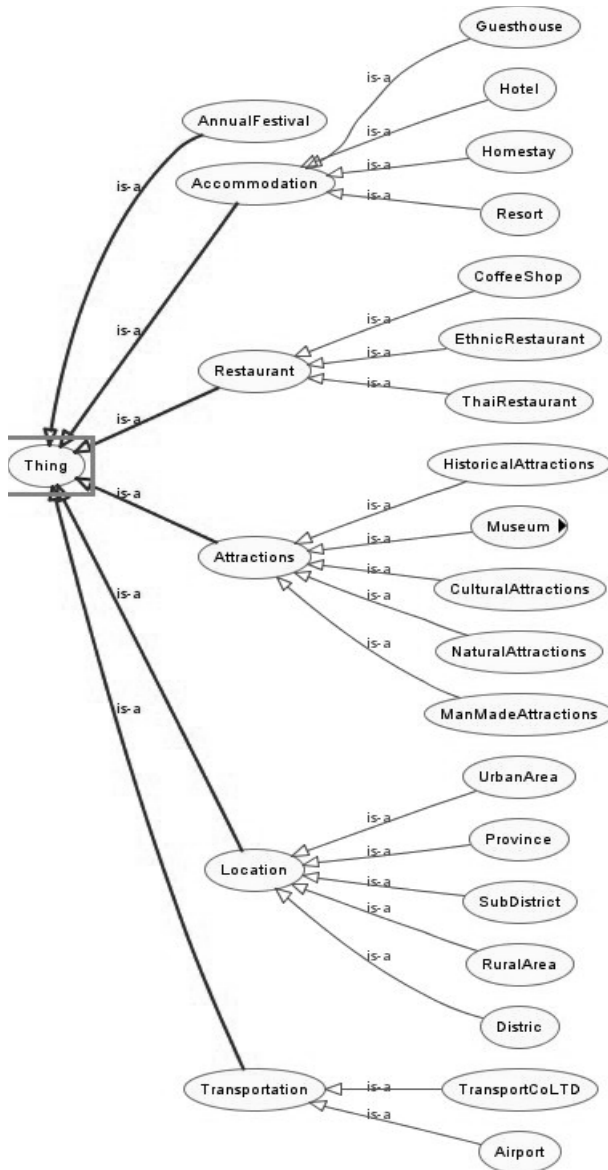 Guesthouse
is-a
Hotel
AnnualFestival
is-a
Homestay
is-a
Accommodation
is-a
is-a
Resort
CoffeeShop
is-a
is-a
EthnicRestaurant
is-a
Restaurant
is-a
ThaiRestaurant
is-a
Thing
HistoricalAttractions
is-a
is-a
Museum
is-a
Attractions
is-a
CulturalAttractions
is-a
is-a
is-a
NaturalAttractions
is-a
ManMadeAttractions
UrbanArea
is-a
Province
is-a
Location
is-a
SubDistrict
is-a
is-a
RuralArea
Distric
Transportation
is-a
TransportCoLTD
is-a
Airport